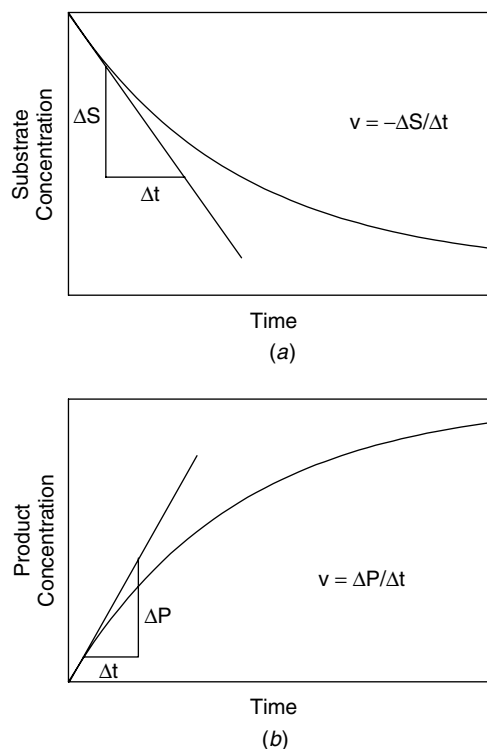 Substrate
Concentration
ΔS
Δt
v = –ΔS/Δt
Time
(a)
Product
Concentration
ΔP
Δt
v = ΔP/Δt
Time
(b)